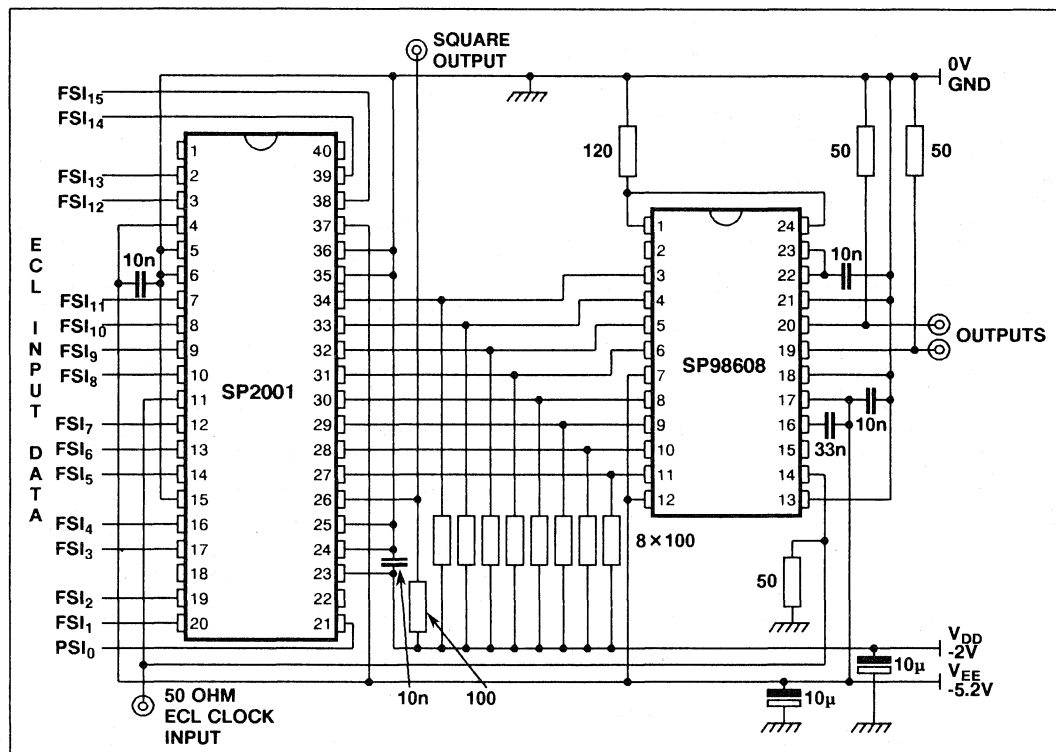 SQUARE
OUTPUT
0V
GND
FSI₁₅
FSI₁₄
120
50
50
1
40
FSI₁₃
2
39
FSI₁₂
3
38
4
37
1
24
ECL INPUT DATA
5
36
2
23
10n
10n
6
35
3
22
FSI₁₁
7
34
4
21
FSI₁₀
8
33
5
20
OUTPUTS
FSI₉
9
32
6
19
SP98608
FSI₈
10
31
7
18
SP2001
11
30
8
17
10n
FSI₇
12
29
9
16
33n
FSI₆
13
28
10
15
FSI₅
14
27
11
14
15
26
12
13
FSI₄
16
25
8×100
FSI₃
17
24
18
23
50
FSI₂
19
22
FSI₁
20
21
PSI₀
V_DD
-2V
10µ
V_EE
-5.2V
10n
100
10µ
50 OHM
ECL CLOCK
INPUT